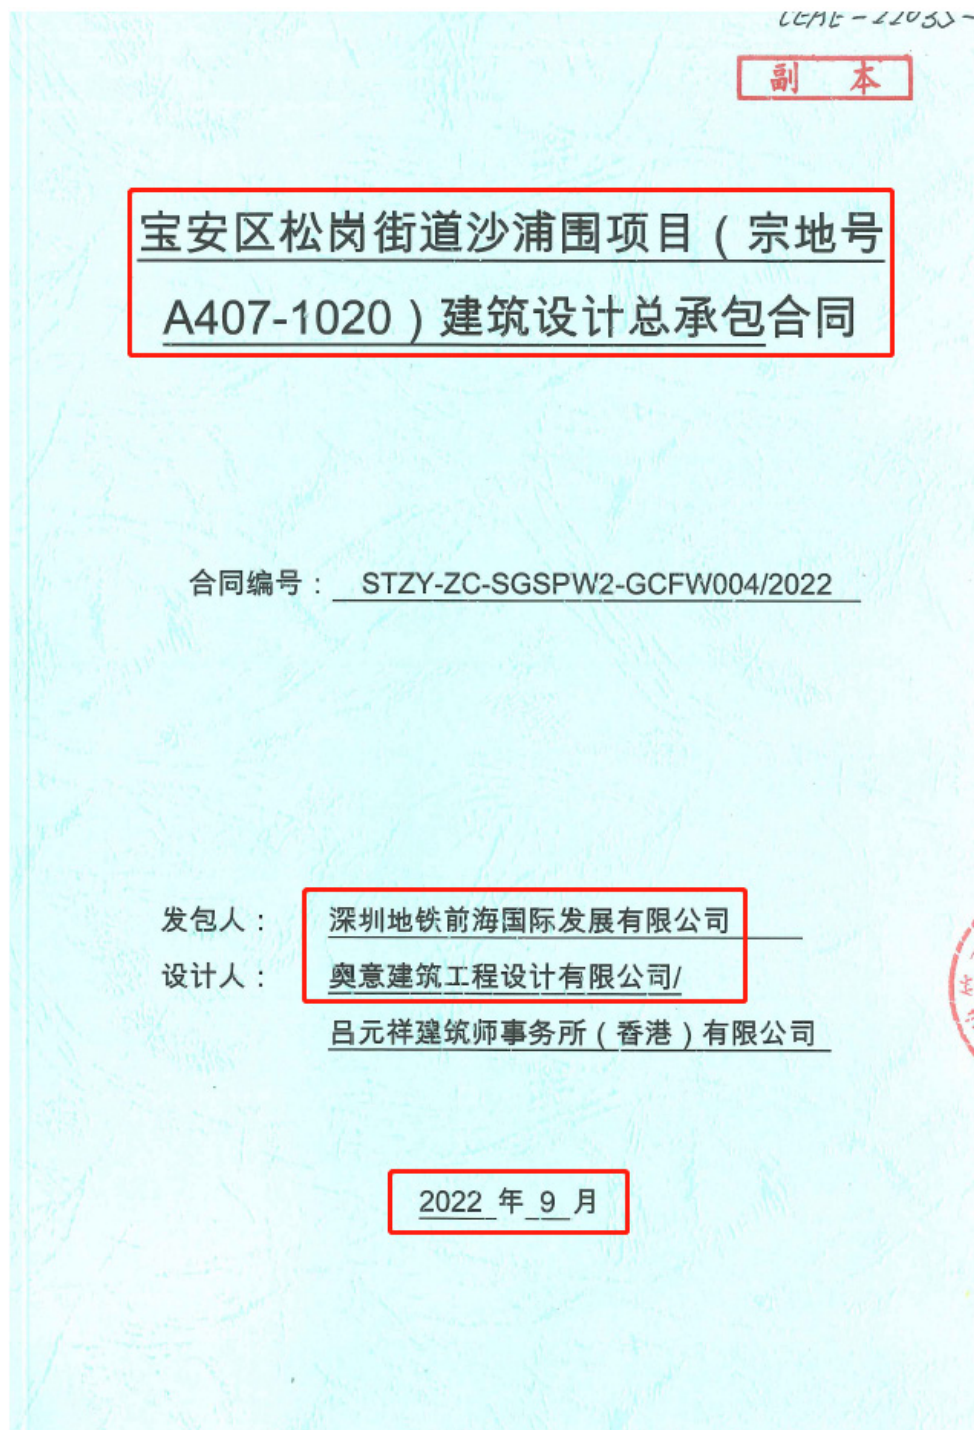 副 本
宝安区松岗街道沙浦围项目（宗地号
A407-1020）建筑设计总承包合同
合同编号： STZY-ZC-SGSPW2-GCFW004/2022
发包人： 深圳地铁前海国际发展有限公司
设计人： 奥意建筑工程设计有限公司/
吕元祥建筑师事务所（香港）有限公司
2022 年 9 月